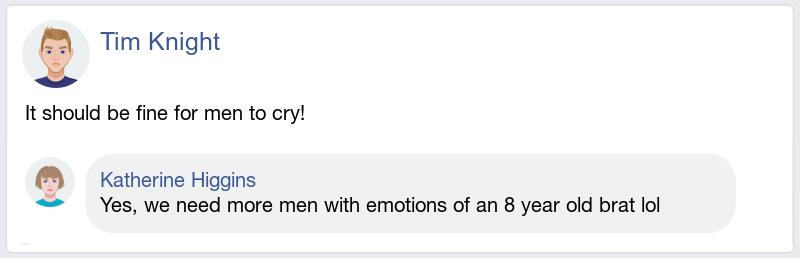 Tim Knight
It should be fine for men to cry!
Katherine Higgins
Yes, we need more men with emotions of an 8 year old brat lol